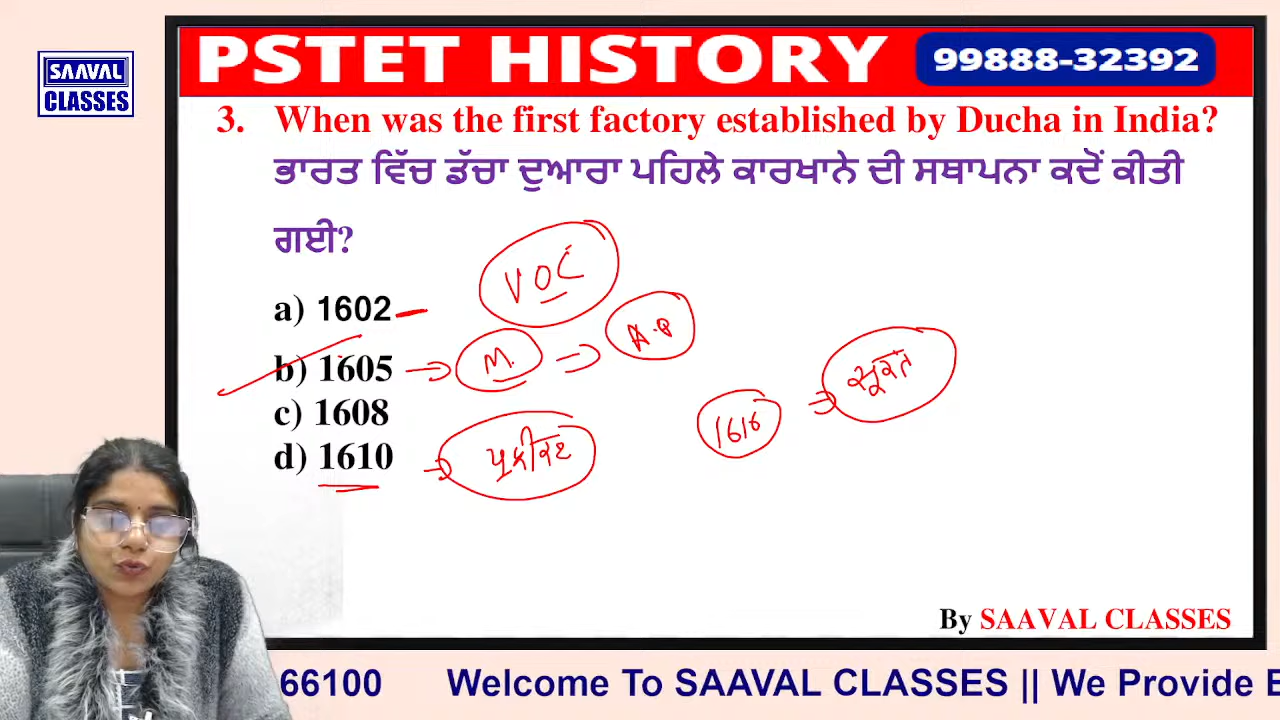 SAAVAL
CLASSES
PSTET HISTORY
99888-32392
3. When was the first factory established by Ducha in India?
ਭਾਰਤ ਵਿੱਚ ਡੱਚਾ ਦੁਆਰਾ ਪਹਿਲੇ ਕਾਰਖਾਨੇ ਦੀ ਸਥਾਪਨਾ ਕਦੋਂ ਕੀਤੀ
ਗਈ?
VOC
a) 1602
b) 1605 → M. → A.P
c) 1608
1616 → ਸੂਰਤ
d) 1610 →
By SAAVAL CLASSES
66100 Welcome To SAAVAL CLASSES || We Provide